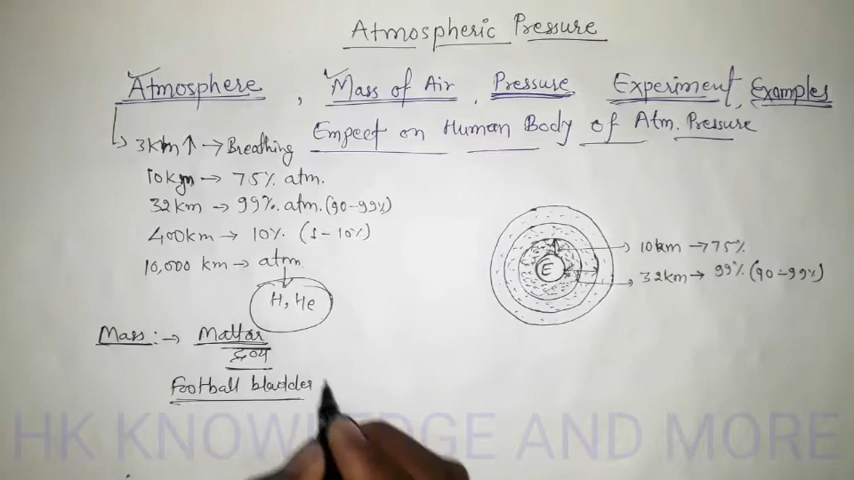 Atmospheric Pressure
Atmosphere, Mass of Air, Pressure, Experiment, Examples
Empect on Human Body of Atm. Pressure
3km ↑ → Breathing
10km → 75% atm.
32km → 99% atm. (90-99%)
400km → 10% (1-10%)
10,000 km → atm.
H, He
E
10km → 75%
32km → 99% (90-99%)
Mass :→ Mattar
द्रव्य
Football bladder
HK KNOWLEDGE AND MORE